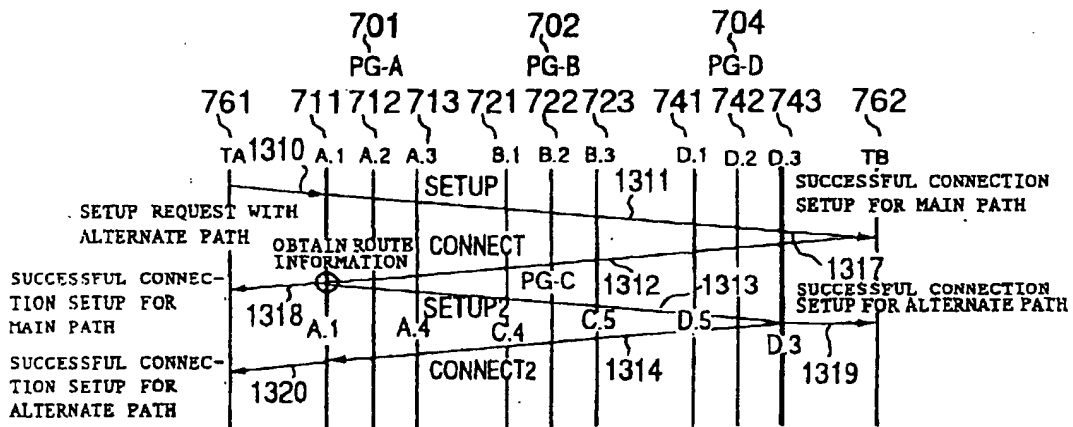 701 702 704
PG-A PG-B PG-D
761 711 712 713 721 722 723 741 742 743 762
TA 1310 A.1 A.2 A.3 B.1 B.2 B.3 D.1 D.2 D.3 TB
SETUP 1311
SUCCESSFUL CONNECTION
SETUP FOR MAIN PATH
SETUP REQUEST WITH
ALTERNATE PATH
OBTAIN ROUTE
INFORMATION
CONNECT
1312 1317
PG-C 1313
SUCCESSFUL CONNEC-
TION SETUP FOR
MAIN PATH
1318
SUCCESSFUL CONNECTION
SETUP FOR ALTERNATE PATH
SETUP2
A.1 A.4 C.4 C.5 D.5 D.3
SUCCESSFUL CONNEC-
TION SETUP FOR
ALTERNATE PATH
1320 CONNECT2 1314 1319